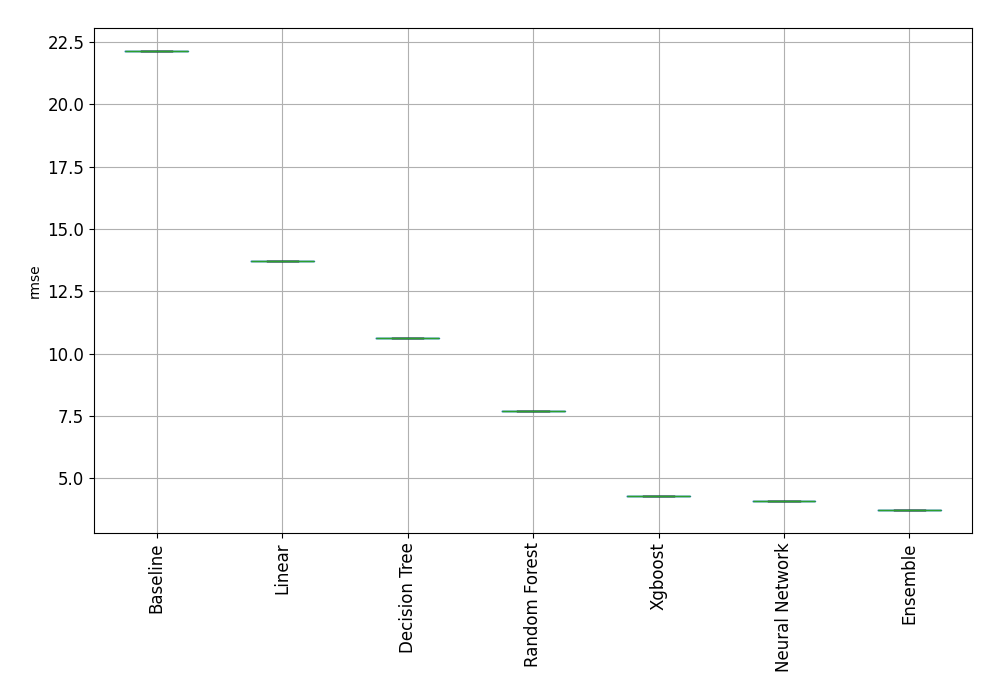 22.5
20.0
17.5
15.0
12.5
10.0
7.5
5.0
rmse
Baseline
Linear
Decision Tree
Random Forest
Xgboost
Neural Network
Ensemble